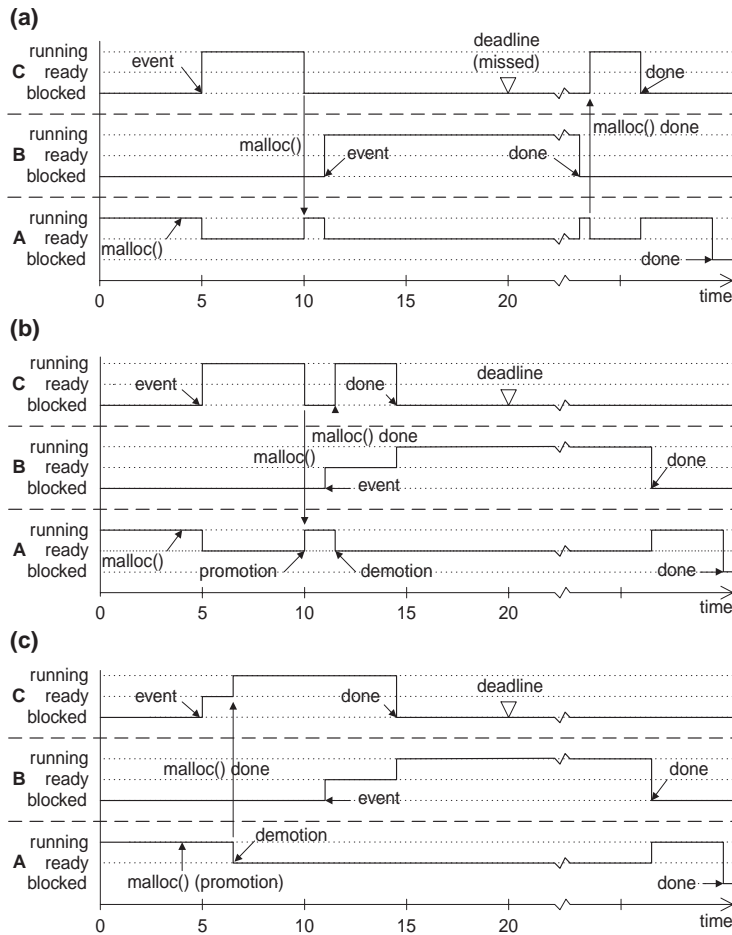 (a)
running
C ready
blocked
event
deadline
(missed)
done
malloc()
malloc() done
running
B ready
blocked
event
done
running
A ready
blocked
malloc()
done
0 5 10 15 20 time
(b)
running
C ready
blocked
event
done
deadline
malloc() done
malloc()
running
B ready
blocked
event
done
running
A ready
blocked
malloc()
promotion
demotion
done
0 5 10 15 20 time
(c)
running
C ready
blocked
event
done
deadline
malloc() done
running
B ready
blocked
event
done
running
A ready
blocked
demotion
malloc() (promotion)
done
0 5 10 15 20 time